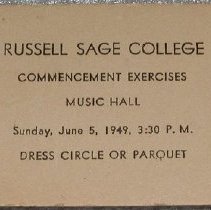 RUSSELL SAGE COLLEGE
COMMENCEMENT EXERCISES
MUSIC HALL
Sunday, June 5, 1949, 3:30 P. M.
DRESS CIRCLE OR PARQUET